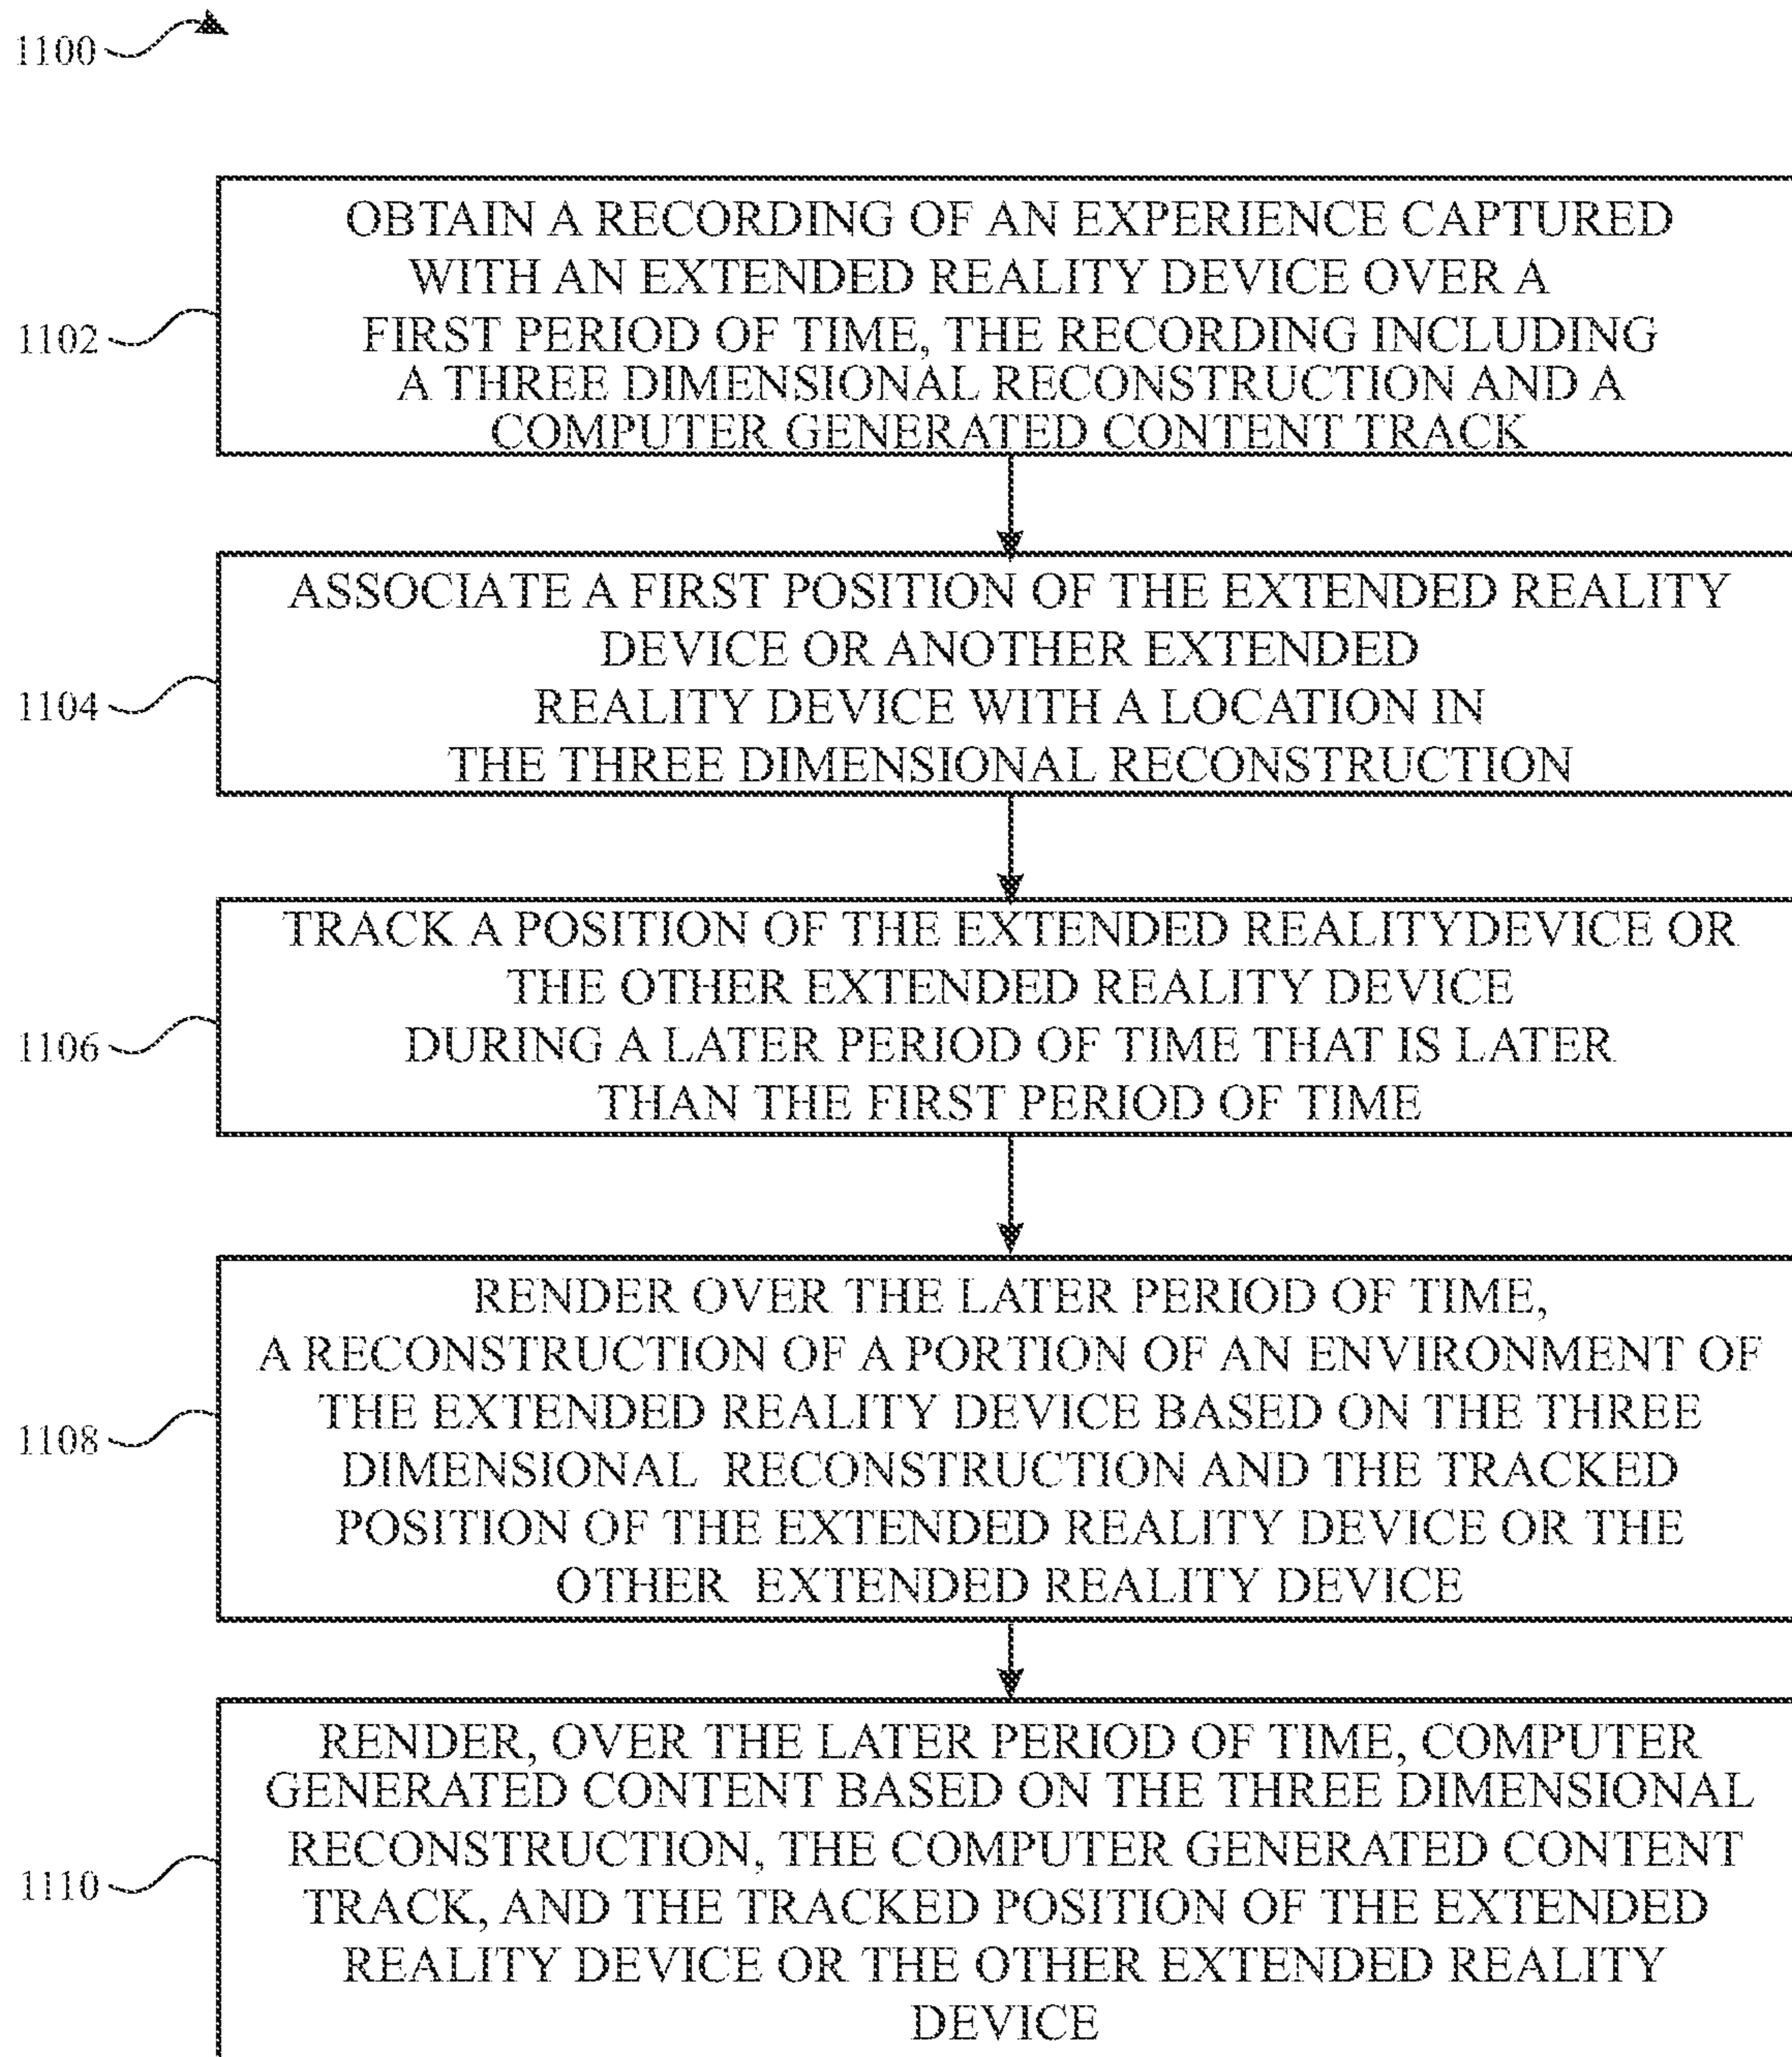 1100
OBTAIN A RECORDING OF AN EXPERIENCE CAPTURED
WITH AN EXTENDED REALITY DEVICE OVER A
FIRST PERIOD OF TIME, THE RECORDING INCLUDING
A THREE DIMENSIONAL RECONSTRUCTION AND A
COMPUTER GENERATED CONTENT TRACK
1102
ASSOCIATE A FIRST POSITION OF THE EXTENDED REALITY
DEVICE OR ANOTHER EXTENDED
REALITY DEVICE WITH A LOCATION IN
THE THREE DIMENSIONAL RECONSTRUCTION
1104
TRACK A POSITION OF THE EXTENDED REALITYDEVICE OR
THE OTHER EXTENDED REALITY DEVICE
DURING A LATER PERIOD OF TIME THAT IS LATER
THAN THE FIRST PERIOD OF TIME
1106
RENDER OVER THE LATER PERIOD OF TIME,
A RECONSTRUCTION OF A PORTION OF AN ENVIRONMENT OF
THE EXTENDED REALITY DEVICE BASED ON THE THREE
DIMENSIONAL RECONSTRUCTION AND THE TRACKED
POSITION OF THE EXTENDED REALITY DEVICE OR THE
OTHER EXTENDED REALITY DEVICE
1108
RENDER, OVER THE LATER PERIOD OF TIME, COMPUTER
GENERATED CONTENT BASED ON THE THREE DIMENSIONAL
RECONSTRUCTION, THE COMPUTER GENERATED CONTENT
TRACK, AND THE TRACKED POSITION OF THE EXTENDED
REALITY DEVICE OR THE OTHER EXTENDED REALITY
DEVICE
1110